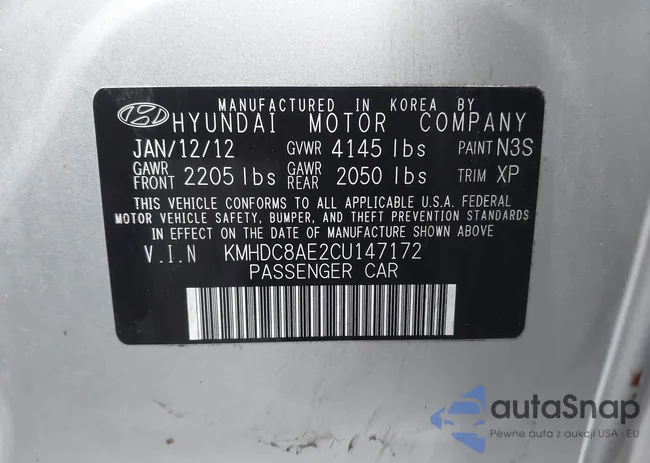 MANUFACTURED IN KOREA BY
HYUNDAI MOTOR COMPANY
JAN/12/12 GVWR 4145 lbs PAINT N3S
GAWR FRONT 2205 lbs GAWR REAR 2050 lbs TRIM XP
THIS VEHICLE CONFORMS TO ALL APPLICABLE U.S.A. FEDERAL
MOTOR VEHICLE SAFETY, BUMPER, AND THEFT PREVENTION STANDARDS
IN EFFECT ON THE DATE OF MANUFACTURE SHOWN ABOVE
V.I.N KMHDC8AE2CU147172
PASSENGER CAR
autaSnap
Pewne auta z aukcji USA i EU